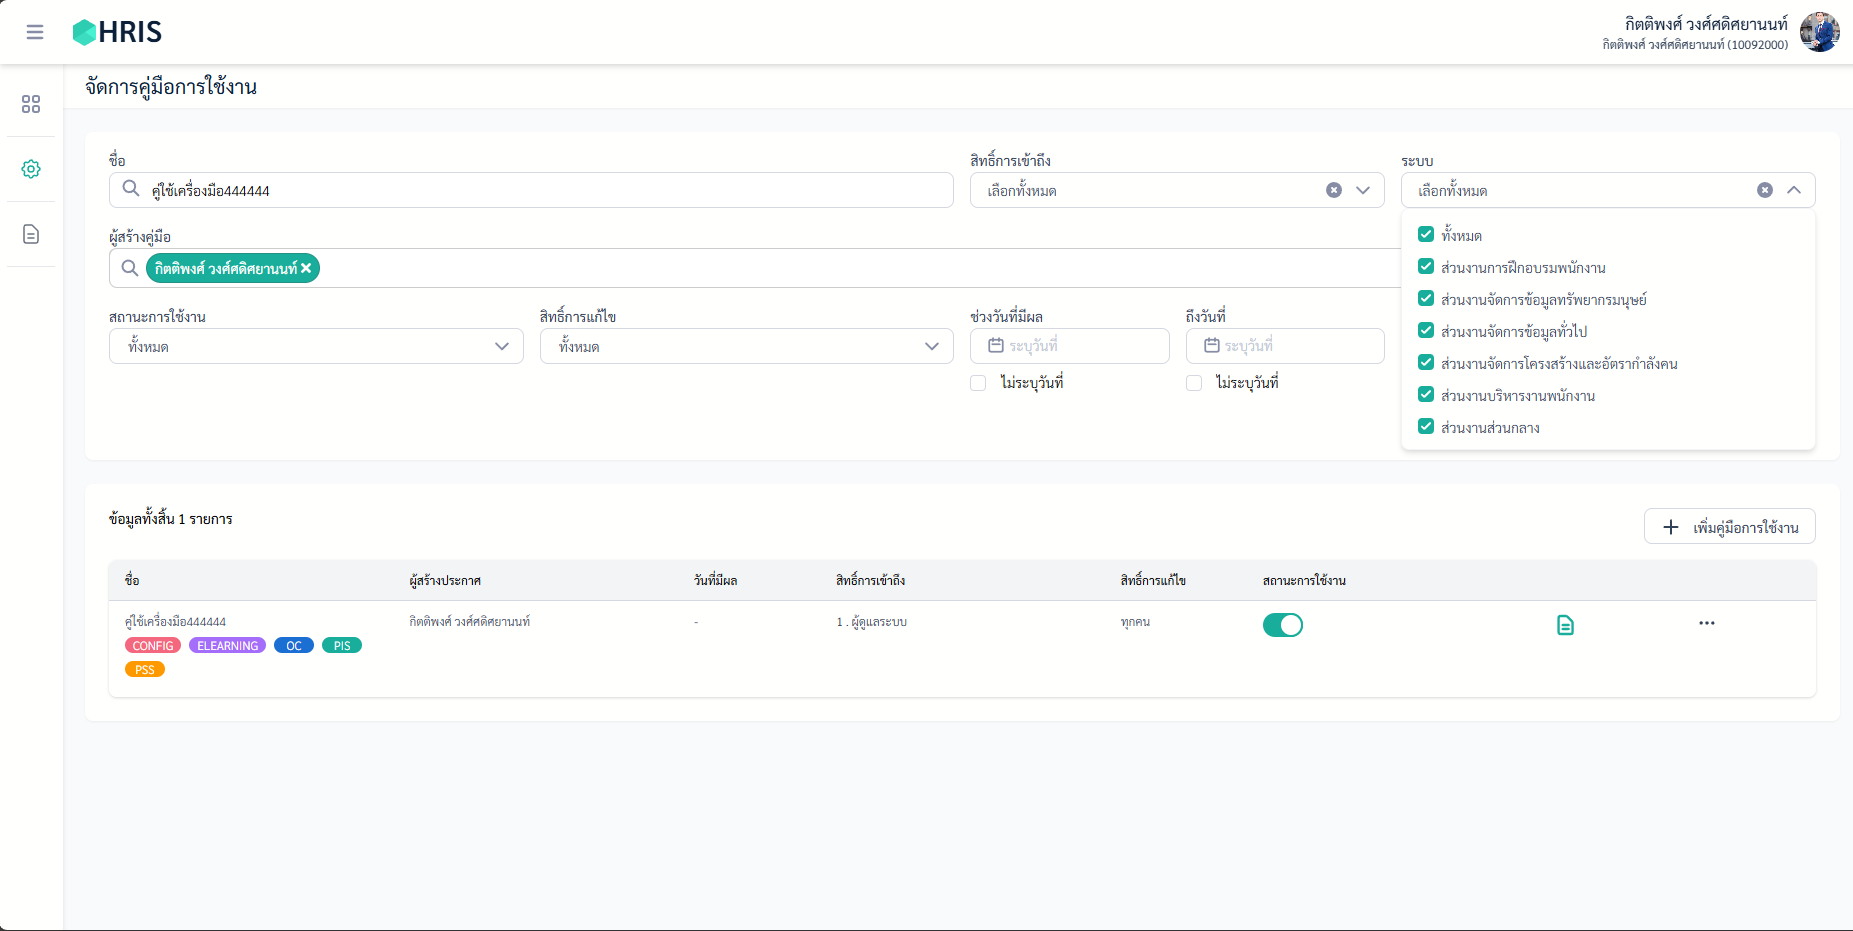 HRIS
กิตติพงศ์ วงศ์ศดิศยานนท์
กิตติพงศ์ วงศ์ศดิศยานนท์ (10092000)
จัดการคู่มือการใช้งาน
ชื่อ
สิทธิ์การเข้าถึง
ระบบ
คู่ใช้เครื่องมือ444444
เลือกทั้งหมด
เลือกทั้งหมด
ทั้งหมด
ส่วนงานการฝึกอบรมพนักงาน
ส่วนงานจัดการข้อมูลทรัพยากรมนุษย์
ส่วนงานจัดการข้อมูลทั่วไป
ส่วนงานจัดการโครงสร้างและอัตรากำลังคน
ส่วนงานบริหารงานพนักงาน
ส่วนงานส่วนกลาง
ผู้สร้างคู่มือ
กิตติพงศ์ วงศ์ศดิศยานนท์
สถานะการใช้งาน
สิทธิ์การแก้ไข
ช่วงวันที่มีผล
ถึงวันที่
ทั้งหมด
ทั้งหมด
ระบุวันที่
ระบุวันที่
ไม่ระบุวันที่
ไม่ระบุวันที่
ข้อมูลทั้งสิ้น 1 รายการ
เพิ่มคู่มือการใช้งาน
ชื่อ ผู้สร้างประกาศ วันที่มีผล สิทธิ์การเข้าถึง สิทธิ์การแก้ไข สถานะการใช้งาน
คู่ใช้เครื่องมือ444444 กิตติพงศ์ วงศ์ศดิศยานนท์ - 1 . ผู้ดูแลระบบ ทุกคน
CONFIG ELEARNING OC PIS
PSS